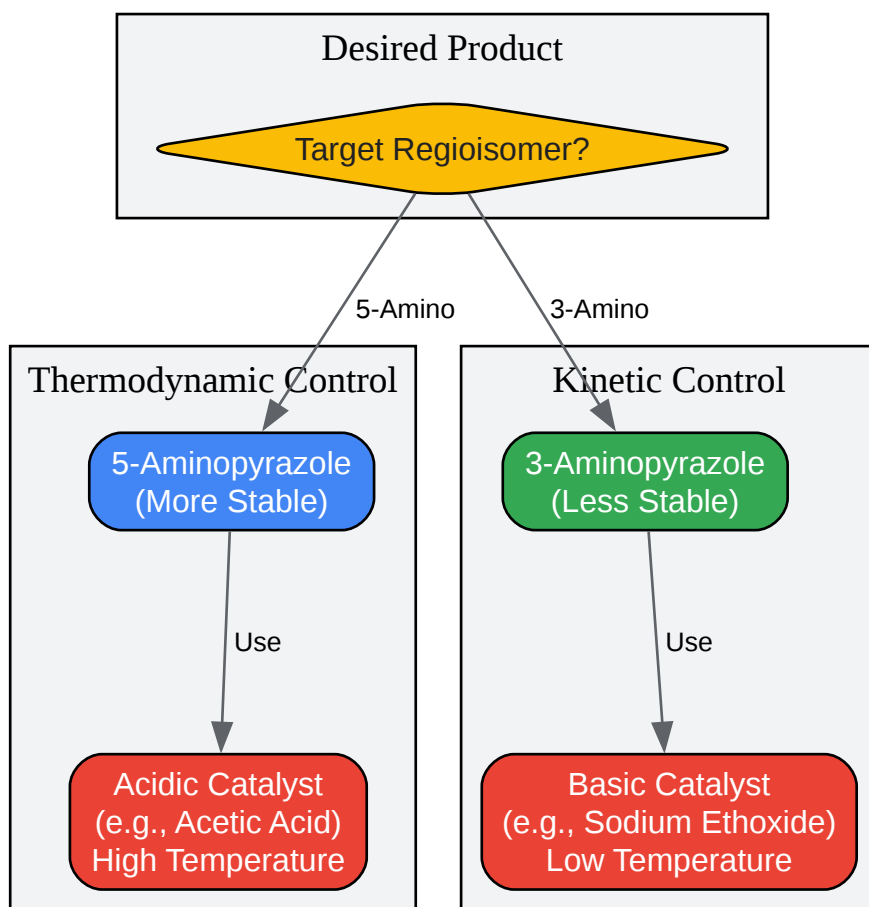 Desired Product
Target Regioisomer?
5-Amino
3-Amino
Thermodynamic Control
Kinetic Control
5-Aminopyrazole
(More Stable)
3-Aminopyrazole
(Less Stable)
Use
Use
Acidic Catalyst
(e.g., Acetic Acid)
High Temperature
Basic Catalyst
(e.g., Sodium Ethoxide)
Low Temperature